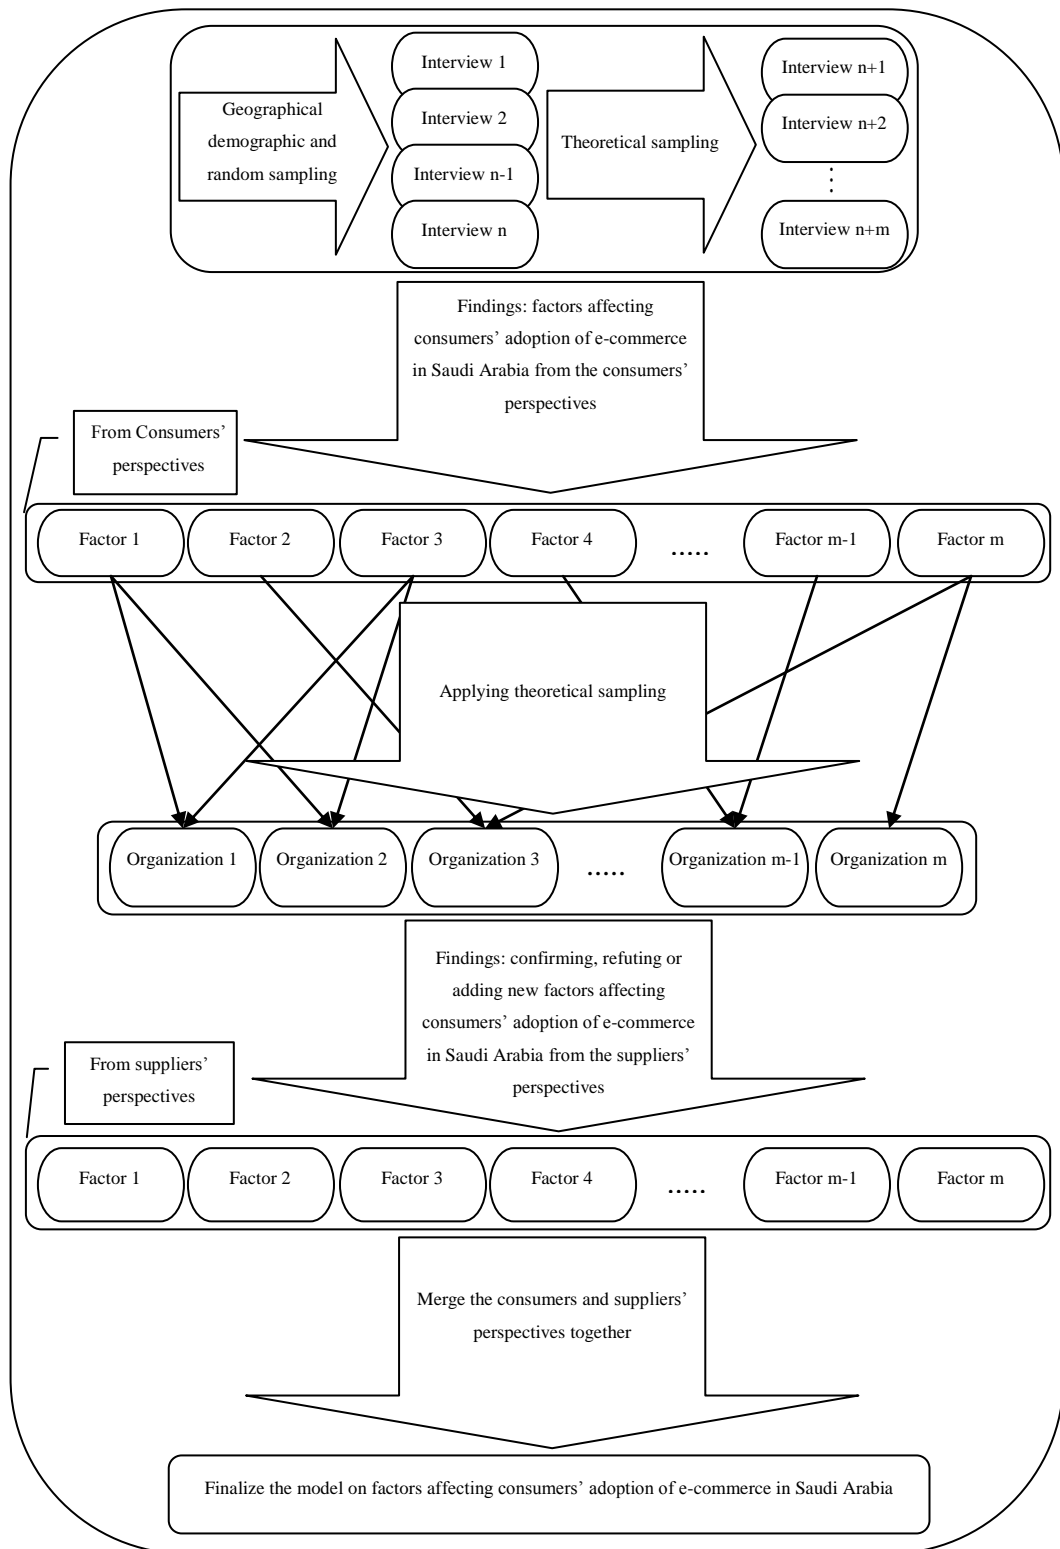 Geographical
demographic and
random sampling
Interview 1
Interview 2
Interview n-1
Interview n
Theoretical sampling
Interview n+1
Interview n+2
Interview n+m
Findings: factors affecting
consumers’ adoption of e-commerce
in Saudi Arabia from the consumers’
perspectives
From Consumers’
perspectives
Factor 1
Factor 2
Factor 3
Factor 4
.....
Factor m-1
Factor m
Applying theoretical sampling
Organization 1
Organization 2
Organization 3
.....
Organization m-1
Organization m
Findings: confirming, refuting or
adding new factors affecting
consumers’ adoption of e-commerce
in Saudi Arabia from the suppliers’
perspectives
From suppliers’
perspectives
Factor 1
Factor 2
Factor 3
Factor 4
.....
Factor m-1
Factor m
Merge the consumers and suppliers’
perspectives together
Finalize the model on factors affecting consumers’ adoption of e-commerce in Saudi Arabia